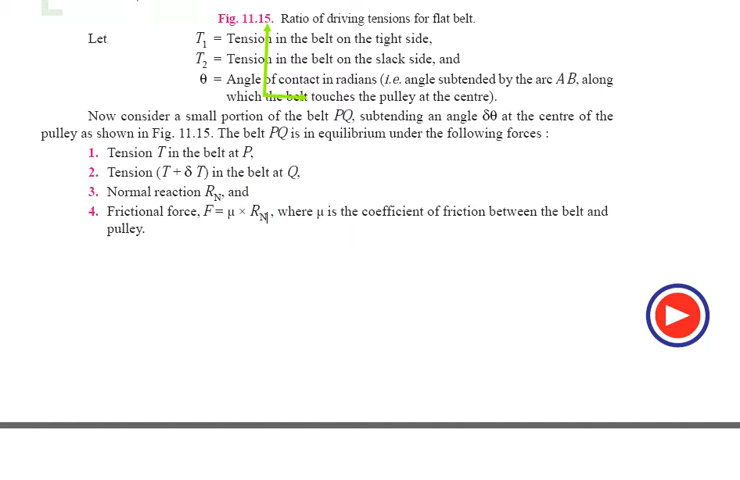 Fig. 11.15. Ratio of driving tensions for flat belt.
Let T₁ = Tension in the belt on the tight side,
T₂ = Tension in the belt on the slack side, and
θ = Angle of contact in radians (i.e. angle subtended by the arc A B, along
which the belt touches the pulley at the centre).
Now consider a small portion of the belt PQ, subtending an angle δθ at the centre of the
pulley as shown in Fig. 11.15. The belt PQ is in equilibrium under the following forces :
1. Tension T in the belt at P,
2. Tension (T + δ T) in the belt at Q,
3. Normal reaction R_N, and
4. Frictional force, F = μ × R_N, where μ is the coefficient of friction between the belt and
pulley.